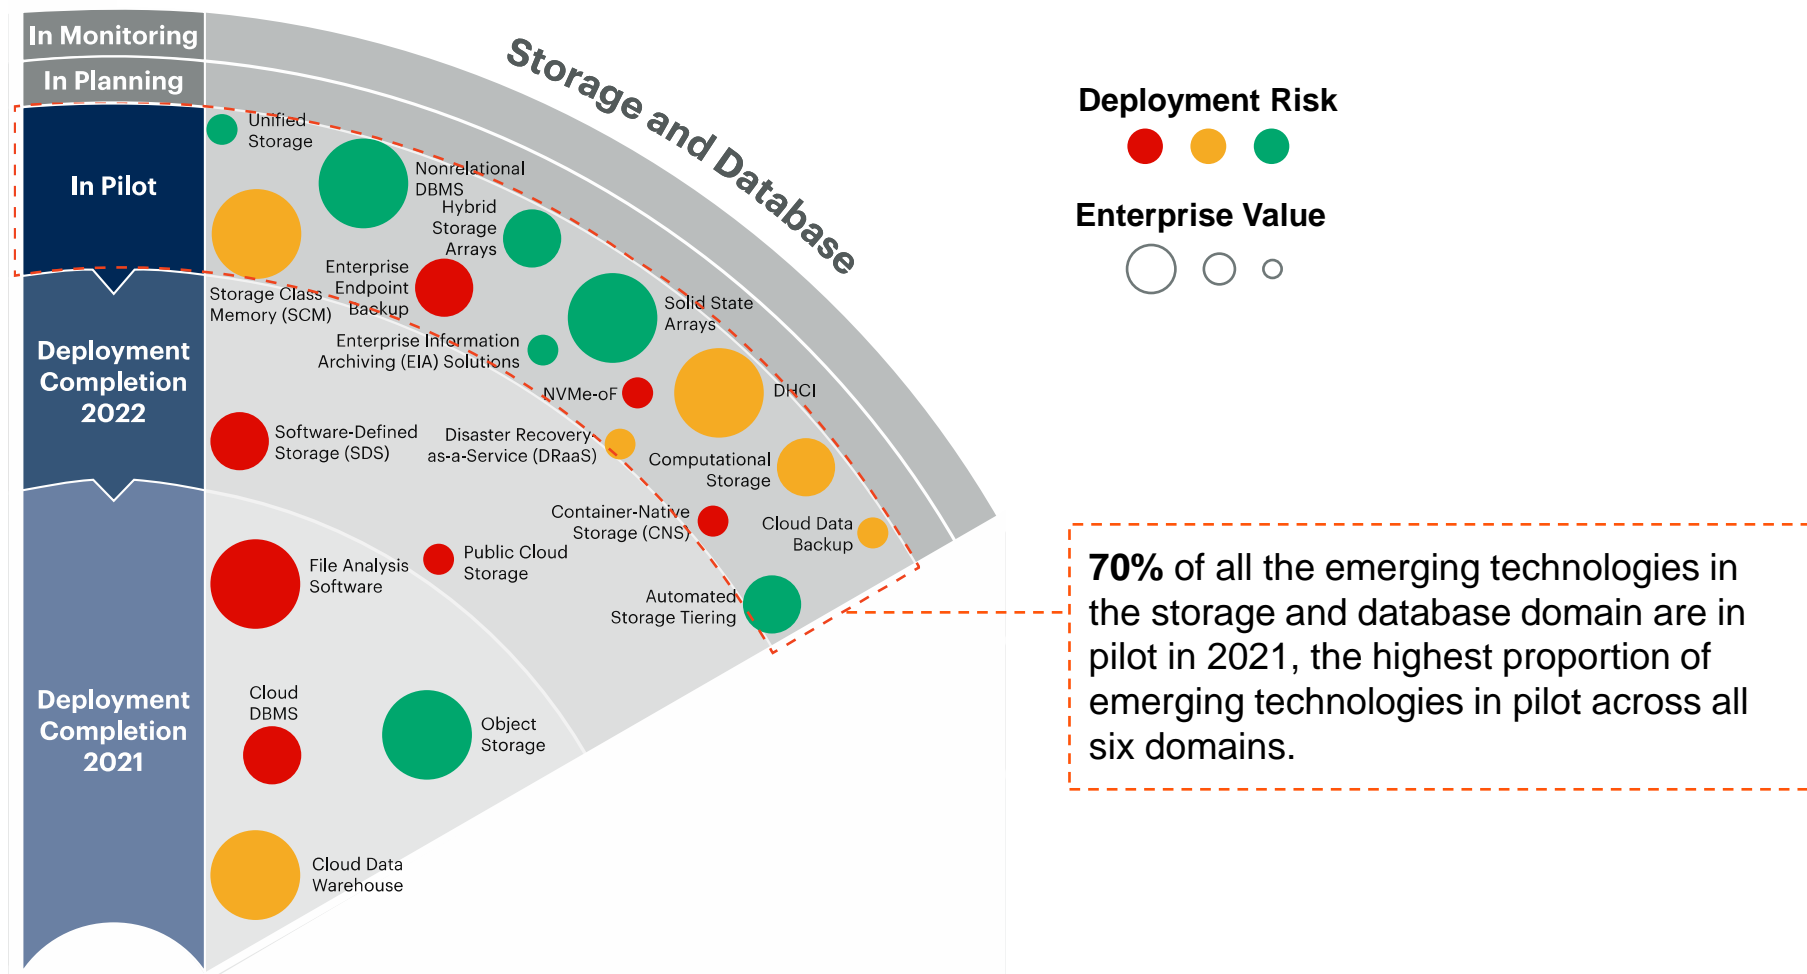 In Monitoring
In Planning
In Pilot
Deployment
Completion
2022
Deployment
Completion
2021
Storage and Database
Unified
Storage
Nonrelational
DBMS
Hybrid
Storage
Arrays
Storage Class
Memory (SCM)
Enterprise
Endpoint
Backup
Solid State
Arrays
Enterprise Information
Archiving (EIA) Solutions
NVMe-oF
DHCI
Software-Defined
Storage (SDS)
Disaster Recovery-
as-a-Service (DRaaS)
Computational
Storage
Container-Native
Storage (CNS)
Cloud Data
Backup
File Analysis
Software
Public Cloud
Storage
Automated
Storage Tiering
Cloud
DBMS
Object
Storage
Cloud Data
Warehouse
Deployment Risk
Enterprise Value
70% of all the emerging technologies in
the storage and database domain are in
pilot in 2021, the highest proportion of
emerging technologies in pilot across all
six domains.